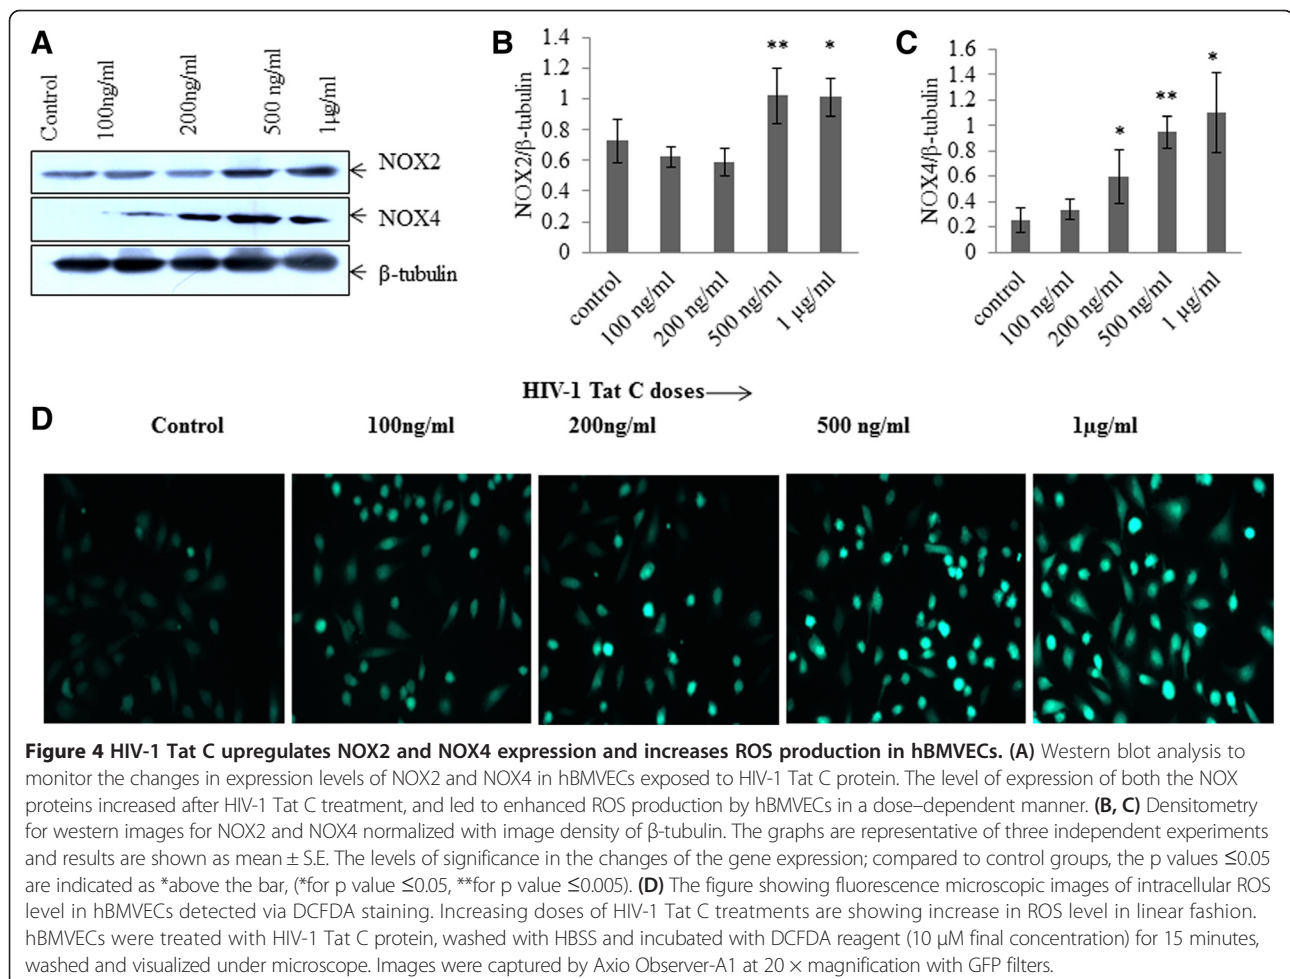 A
Control
100ng/ml
200ng/ml
500 ng/ml
1µg/ml
NOX2
NOX4
β-tubulin
B
NOX2/β-tubulin
1.4
1.2
1
0.8
0.6
0.4
0.2
0
**
*
control
100 ng/ml
200 ng/ml
500 ng/ml
1 µg/ml
C
NOX4/β-tubulin
1.6
1.4
1.2
1
0.8
0.6
0.4
0.2
0
*
**
*
control
100 ng/ml
200 ng/ml
500 ng/ml
1 µg/ml
HIV-1 Tat C doses
D
Control
100ng/ml
200ng/ml
500 ng/ml
1µg/ml
Figure 4 HIV-1 Tat C upregulates NOX2 and NOX4 expression and increases ROS production in hBMVECs. (A) Western blot analysis to
monitor the changes in expression levels of NOX2 and NOX4 in hBMVECs exposed to HIV-1 Tat C protein. The level of expression of both the NOX
proteins increased after HIV-1 Tat C treatment, and led to enhanced ROS production by hBMVECs in a dose–dependent manner. (B, C) Densitometry
for western images for NOX2 and NOX4 normalized with image density of β-tubulin. The graphs are representative of three independent experiments
and results are shown as mean ± S.E. The levels of significance in the changes of the gene expression; compared to control groups, the p values ≤0.05
are indicated as *above the bar, (*for p value ≤0.05, **for p value ≤0.005). (D) The figure showing fluorescence microscopic images of intracellular ROS
level in hBMVECs detected via DCFDA staining. Increasing doses of HIV-1 Tat C treatments are showing increase in ROS level in linear fashion.
hBMVECs were treated with HIV-1 Tat C protein, washed with HBSS and incubated with DCFDA reagent (10 µM final concentration) for 15 minutes,
washed and visualized under microscope. Images were captured by Axio Observer-A1 at 20 × magnification with GFP filters.